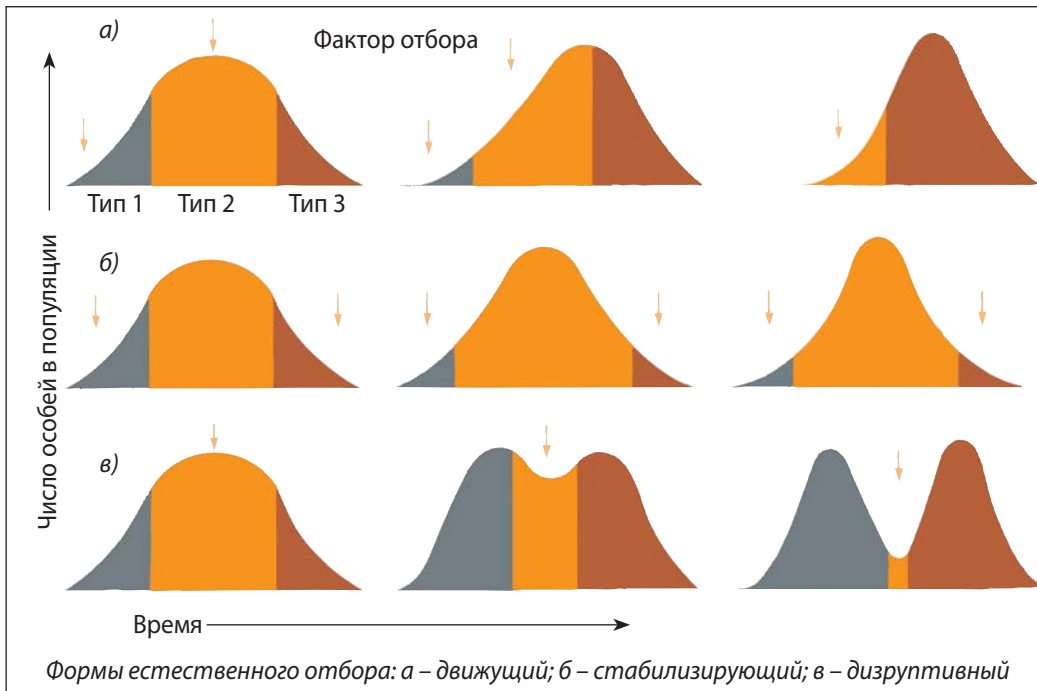 а)
Фактор отбора
Тип 1 Тип 2 Тип 3
Число особей в популяции
б)
в)
Время
Формы естественного отбора: а – движущий; б – стабилизирующий; в – дизруптивный